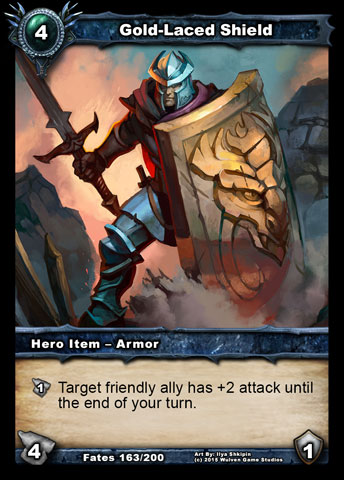 4
Gold-Laced Shield
Hero Item – Armor
1 Target friendly ally has +2 attack until
the end of your turn.
4
Fates 163/200
Art By: Ilya Shkipin
(c) 2015 Wulven Game Studios
1